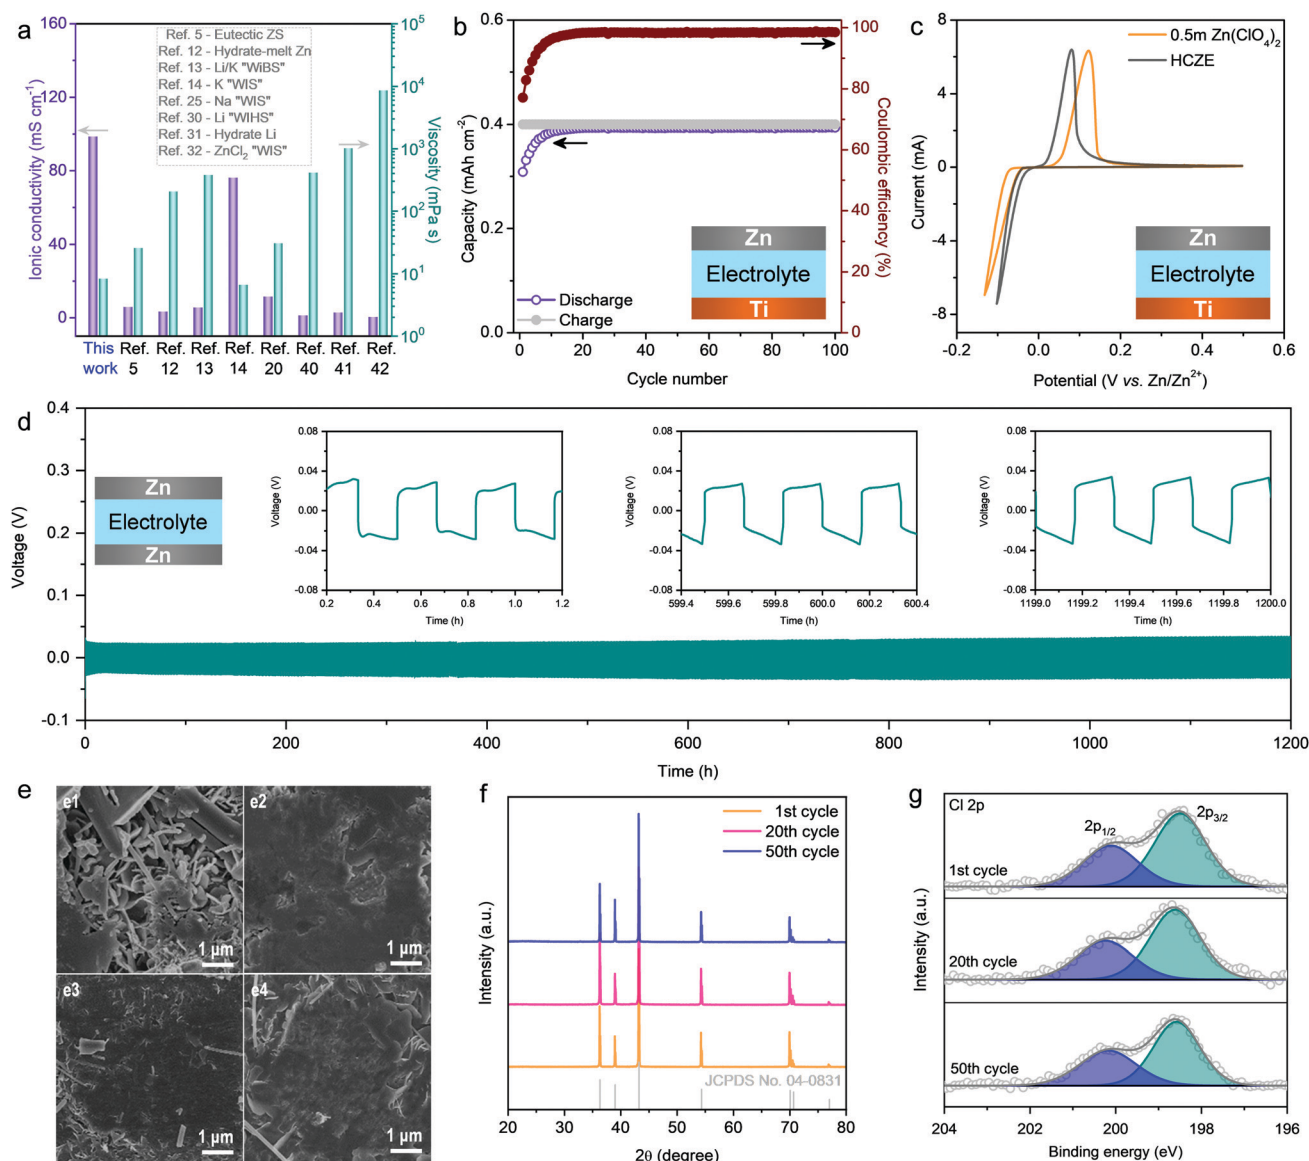 a
160
120
80
40
0
Ionic conductivity (mS cm⁻¹)
Ref. 5 - Eutectic ZS
Ref. 12 - Hydrate-melt Zn
Ref. 13 - Li/K "WiBS"
Ref. 14 - K "WIS"
Ref. 25 - Na "WIS"
Ref. 30 - Li "WIHS"
Ref. 31 - Hydrate Li
Ref. 32 - ZnCl₂ "WIS"
10⁵
10⁴
10³
10²
10¹
10⁰
Viscosity (mPa s)
This work
Ref. 5
Ref. 12
Ref. 13
Ref. 14
Ref. 20
Ref. 40
Ref. 41
Ref. 42
b
0.6
0.4
0.2
0.0
Capacity (mAh cm⁻²)
100
80
60
40
20
0
Coulombic efficiency (%)
Zn
Electrolyte
Ti
Discharge
Charge
0 20 40 60 80 100
Cycle number
c
8
4
0
-4
-8
Current (mA)
0.5m Zn(ClO₄)₂
HCZE
Zn
Electrolyte
Ti
-0.2 0.0 0.2 0.4 0.6
Potential (V vs. Zn/Zn²⁺)
d
0.4
0.3
0.2
0.1
0.0
-0.1
Voltage (V)
Zn
Electrolyte
Zn
0.08
0.04
0.00
-0.04
-0.08
Voltage (V)
0.2 0.4 0.6 0.8 1.0 1.2
Time (h)
0.08
0.04
0.00
-0.04
-0.08
Voltage (V)
599.4 599.6 599.8 600.0 600.2 600.4
Time (h)
0.08
0.04
0.00
-0.04
-0.08
Voltage (V)
1199.0 1199.2 1199.4 1199.6 1199.8 1200.0
Time (h)
0 200 400 600 800 1000 1200
Time (h)
e
e1
1 µm
e2
1 µm
e3
1 µm
e4
1 µm
f
Intensity (a.u.)
1st cycle
20th cycle
50th cycle
JCPDS No. 04-0831
20 30 40 50 60 70 80
2θ (degree)
g
Intensity (a.u.)
Cl 2p
2p₁/₂
2p₃/₂
1st cycle
20th cycle
50th cycle
204 202 200 198 196
Binding energy (eV)